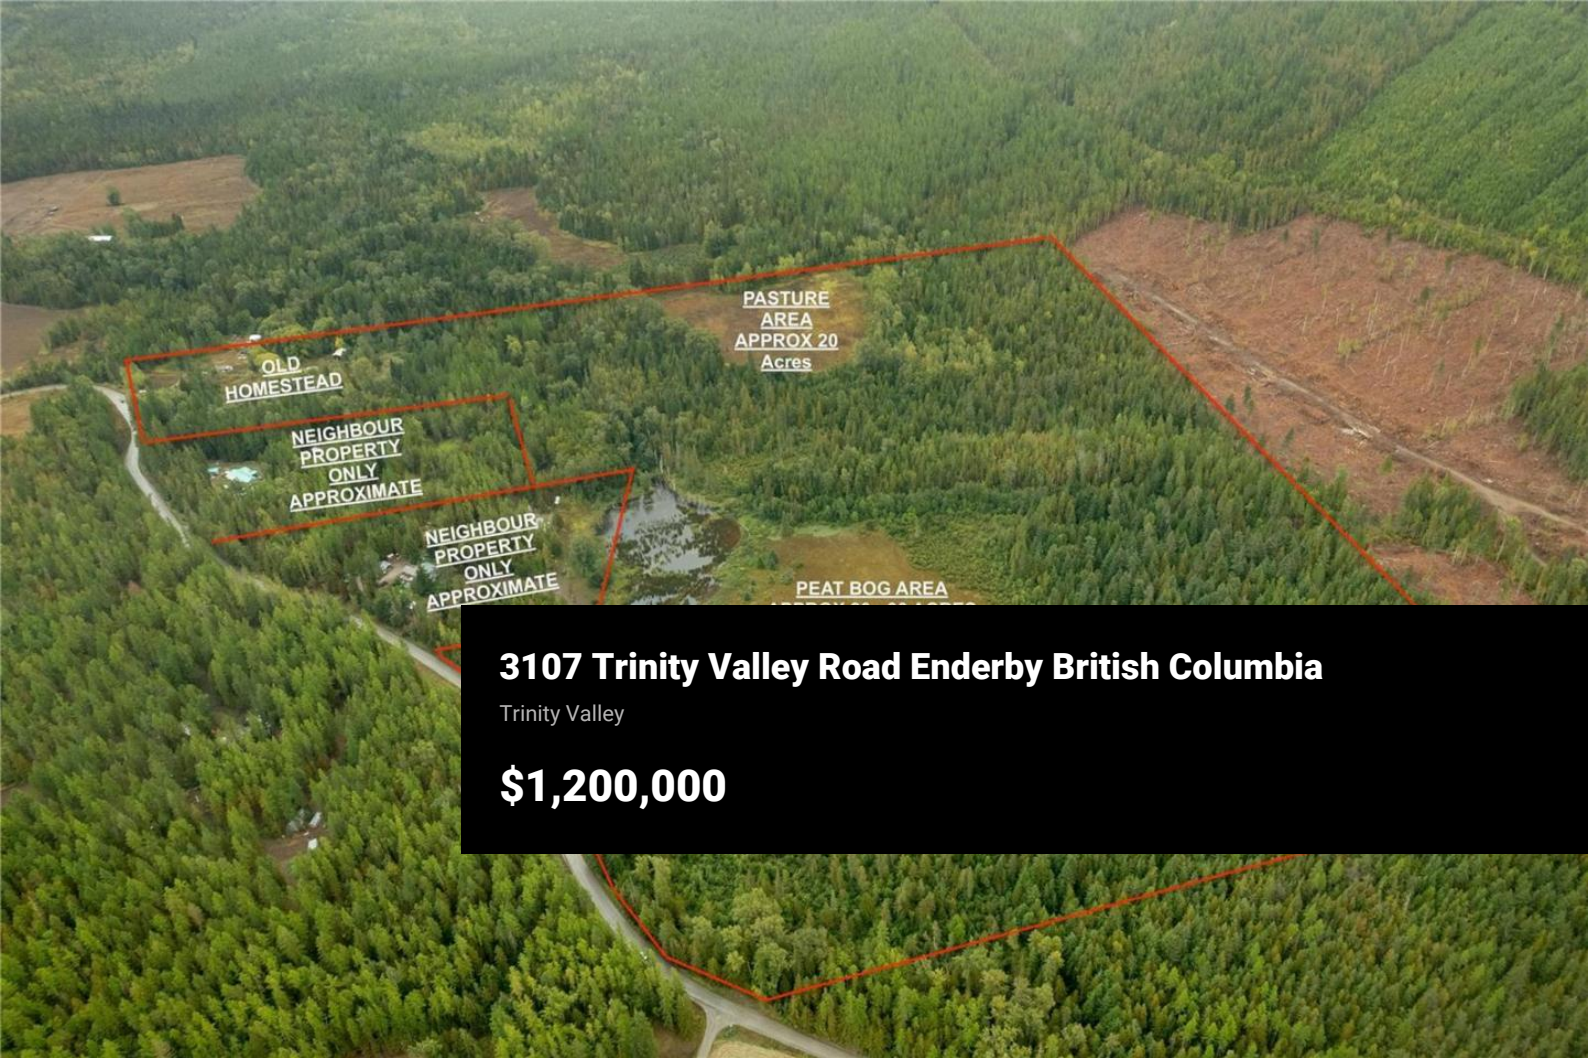 PASTURE
AREA
APPROX 20
Acres
OLD
HOMESTEAD
NEIGHBOUR
PROPERTY
ONLY
APPROXIMATE
NEIGHBOUR
PROPERTY
ONLY
APPROXIMATE
PEAT BOG AREA
3107 Trinity Valley Road Enderby British Columbia
Trinity Valley
$1,200,000